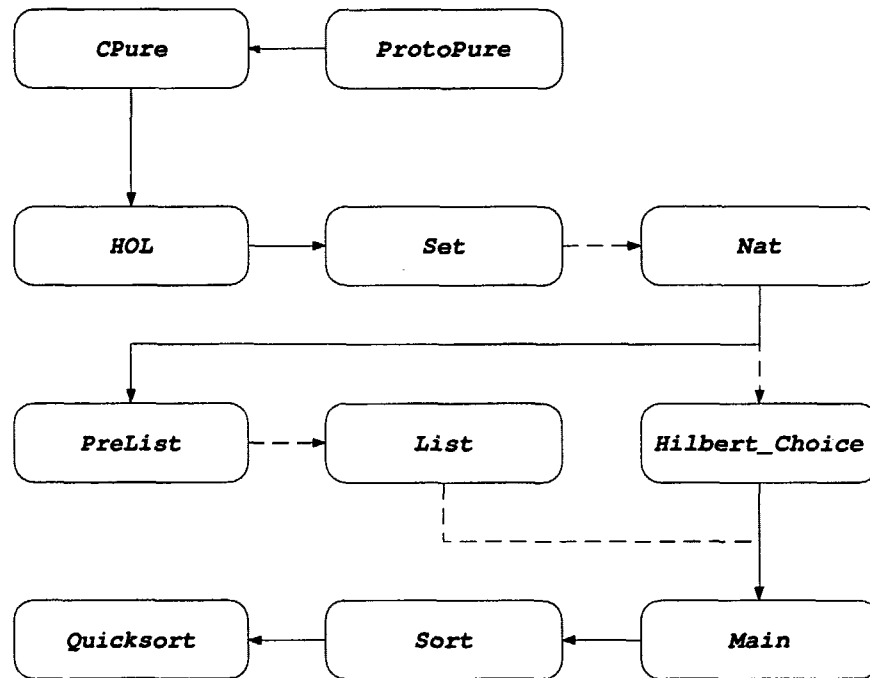 CPure
ProtoPure
HOL
Set
Nat
PreList
List
Hilbert_Choice
Quicksort
Sort
Main